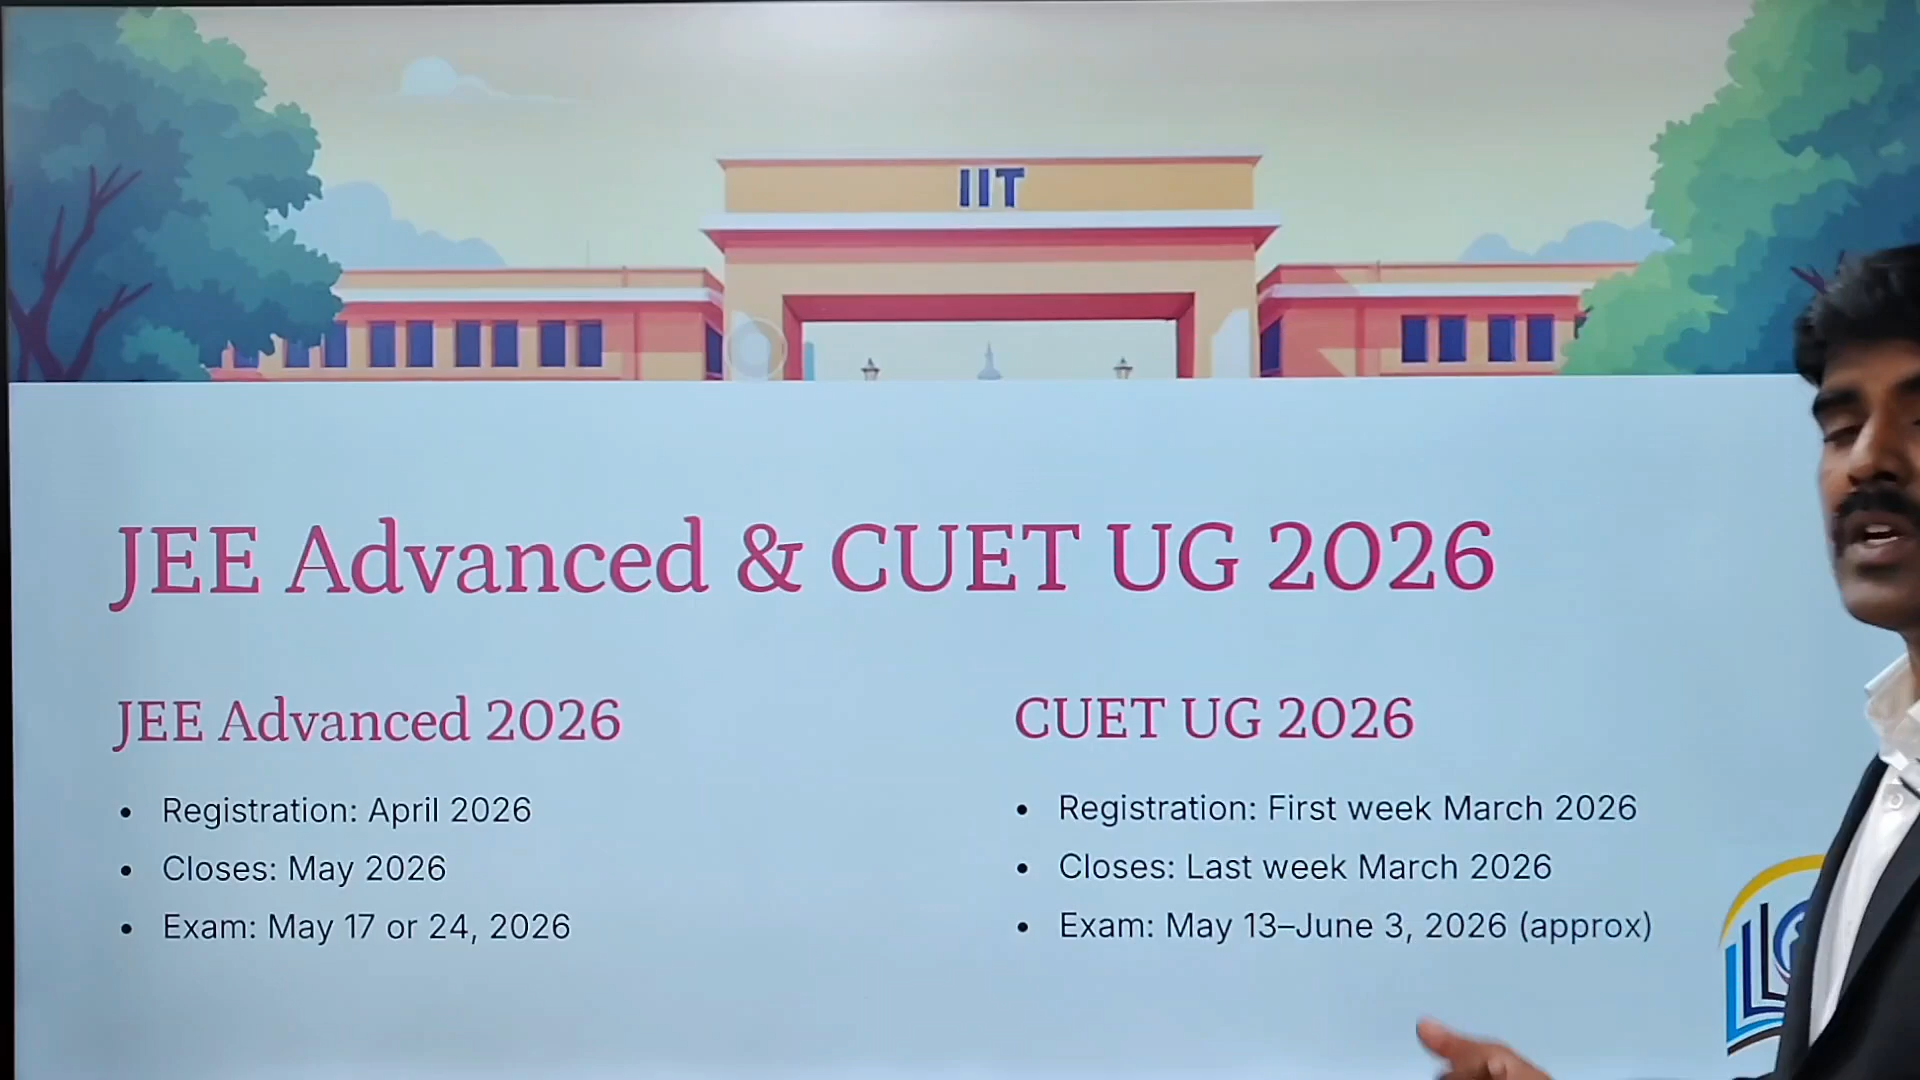 IIT
JEE Advanced & CUET UG 2026
JEE Advanced 2026
• Registration: April 2026
• Closes: May 2026
• Exam: May 17 or 24, 2026
CUET UG 2026
• Registration: First week March 2026
• Closes: Last week March 2026
• Exam: May 13–June 3, 2026 (approx)